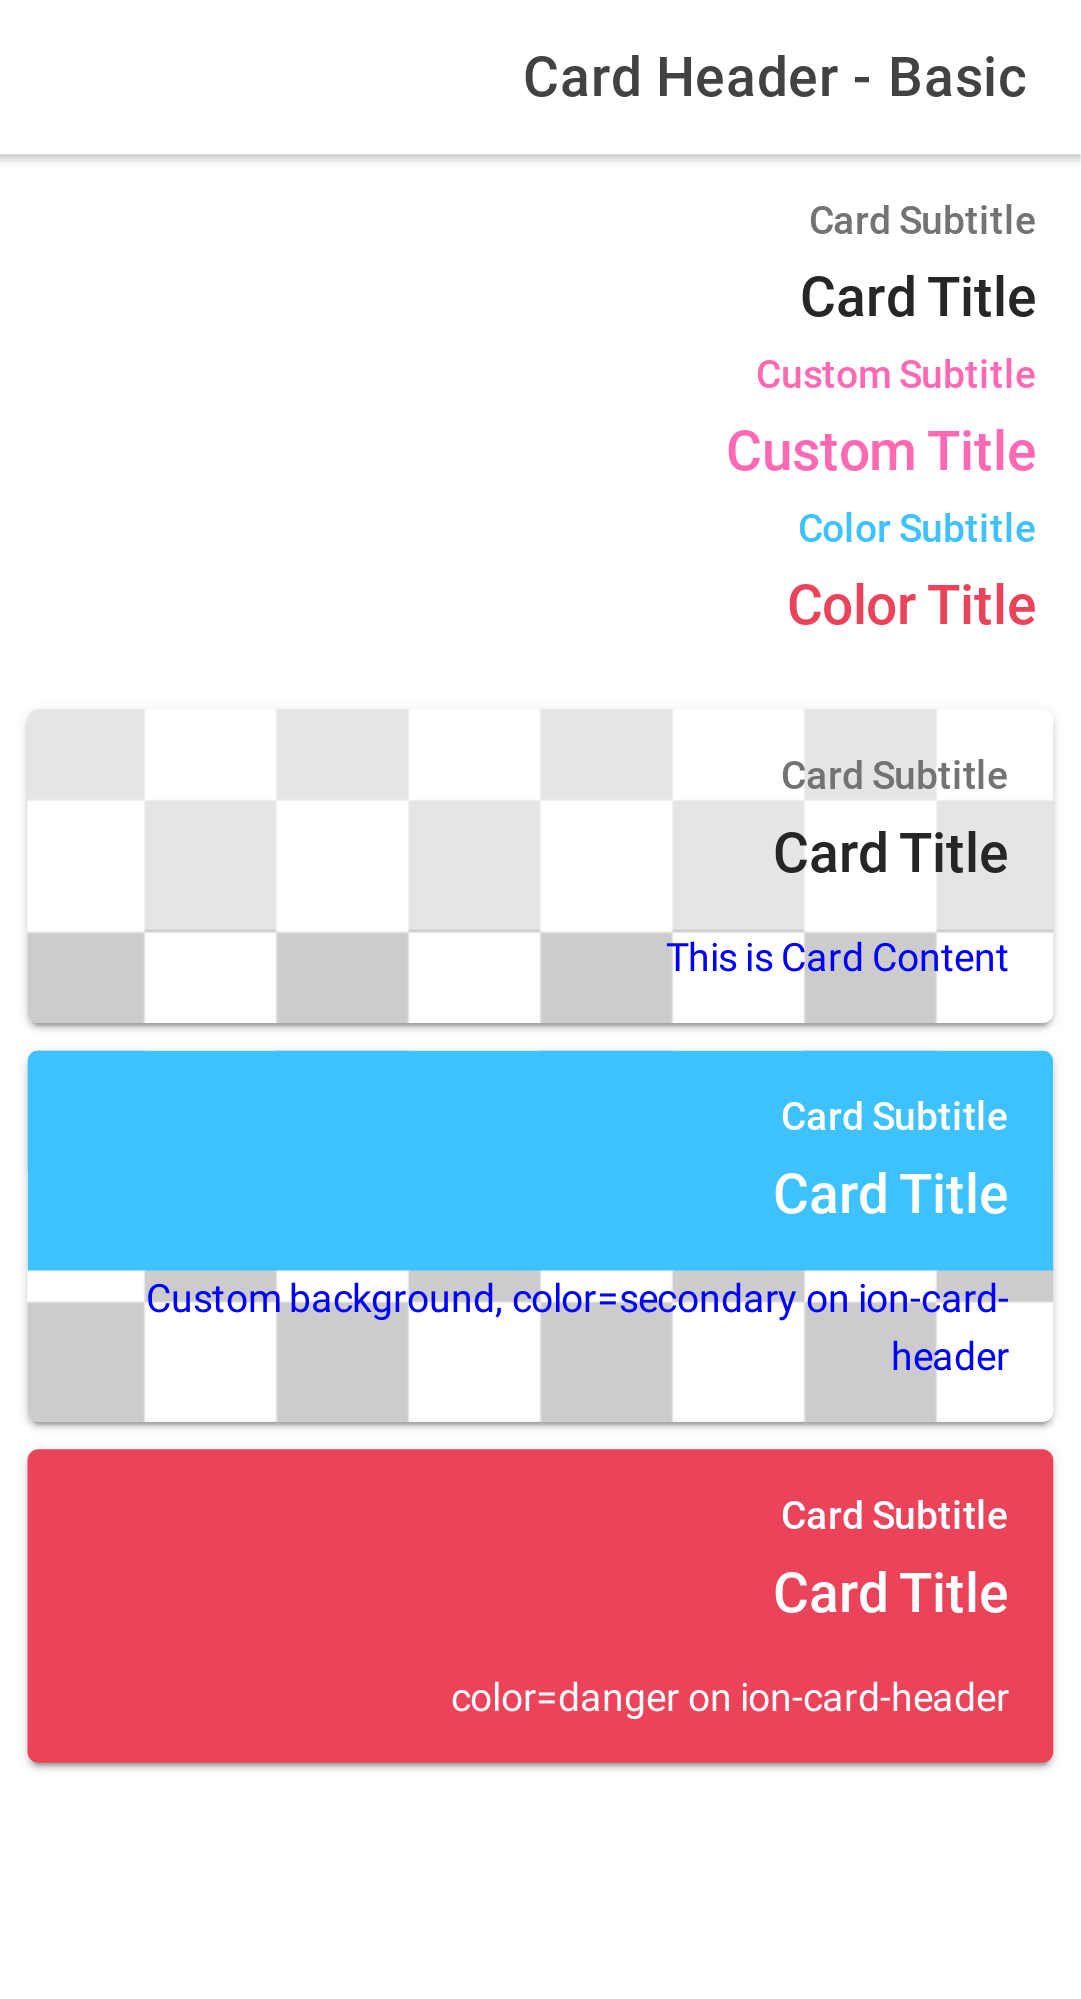 Card Header - Basic
Card Subtitle
Card Title
Custom Subtitle
Custom Title
Color Subtitle
Color Title
Card Subtitle
Card Title
This is Card Content
Card Subtitle
Card Title
Custom background, color=secondary on ion-card-
header
Card Subtitle
Card Title
color=danger on ion-card-header